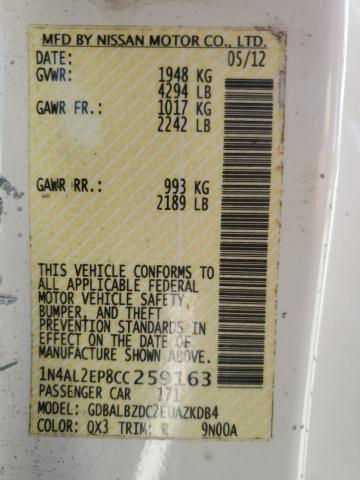 MFD BY NISSAN MOTOR CO., LTD.
DATE: 05/12
GVWR: 1948 KG
4294 LB
GAWR FR.: 1017 KG
2242 LB
GAWR RR.: 993 KG
2189 LB
THIS VEHICLE CONFORMS TO
ALL APPLICABLE FEDERAL
MOTOR VEHICLE SAFETY,
BUMPER, AND THEFT
PREVENTION STANDARDS IN
EFFECT ON THE DATE OF
MANUFACTURE SHOWN ABOVE.
1N4AL2EP8CC259163
PASSENGER CAR 171
MODEL: GDBALBZDC2EUAZKDB4
COLOR: QX3 TRIM: R 9N00A